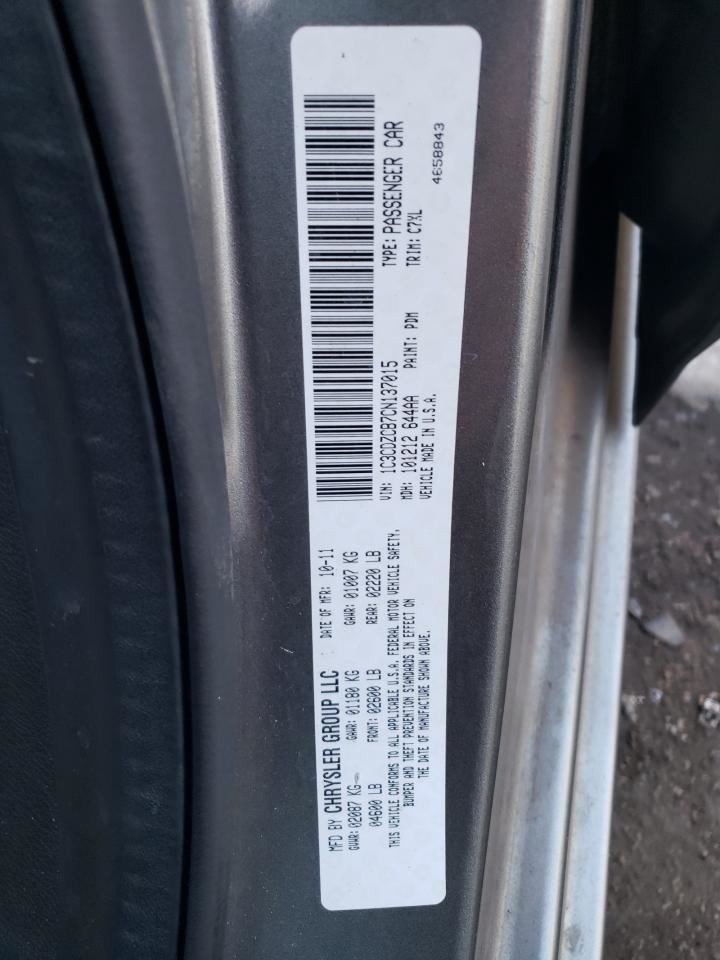 MFD BY CHRYSLER GROUP LLC DATE OF MFR: 10-11
GVWR: 02087 KG GAWR: 01180 KG GAWR: 01007 KG
04600 LB FRONT: 02600 LB REAR: 02220 LB
THIS VEHICLE CONFORMS TO ALL APPLICABLE U.S.A. FEDERAL MOTOR VEHICLE SAFETY,
BUMPER AND THEFT PREVENTION STANDARDS IN EFFECT ON
THE DATE OF MANUFACTURE SHOWN ABOVE.
VIN: 1C3CDZCB7CN137015 TYPE: PASSENGER CAR
MDH: 101212 644AA PAINT: PDM TRIM: C7XL
VEHICLE MADE IN U.S.A. 4658843